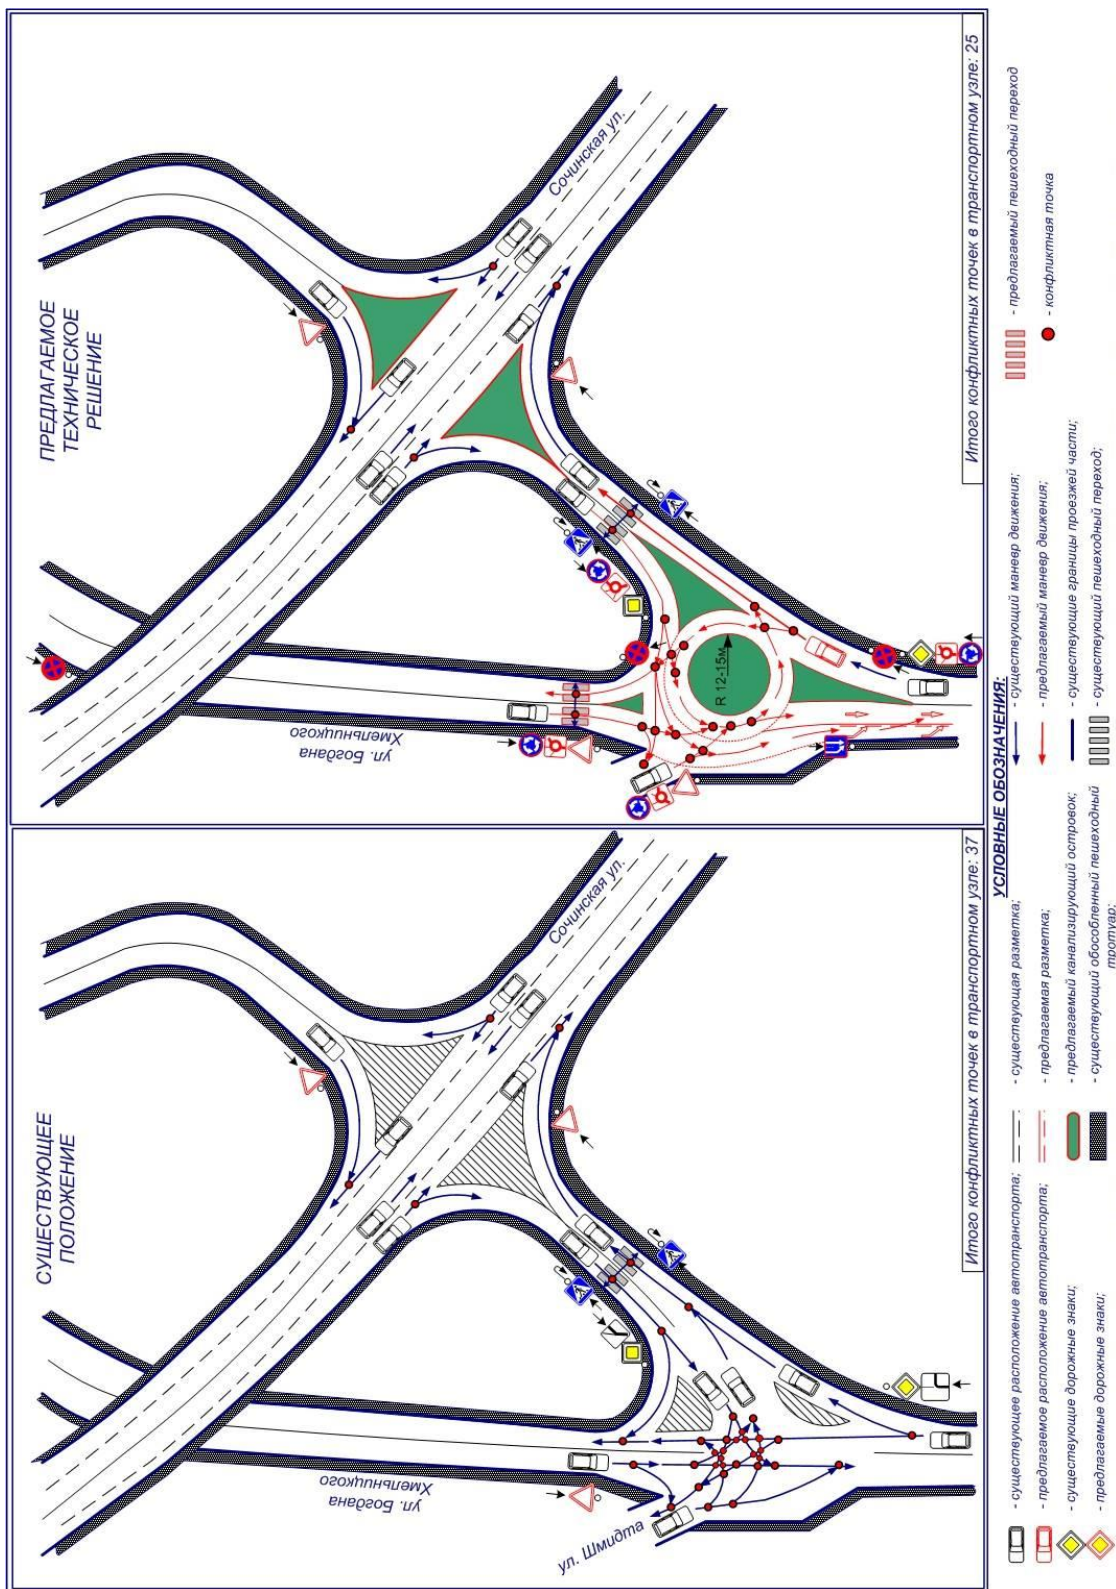 СУЩЕСТВУЮЩЕЕ
ПОЛОЖЕНИЕ
Сочинская ул.
ул. Богдана
Хмельницкого
ул. Шмидта
Итого конфликтных точек в транспортном узле: 37
ПРЕДЛАГАЕМОЕ
ТЕХНИЧЕСКОЕ
РЕШЕНИЕ
Сочинская ул.
ул. Богдана
Хмельницкого
R 12-15м
Итого конфликтных точек в транспортном узле: 25
УСЛОВНЫЕ ОБОЗНАЧЕНИЯ:
- существующее расположение автотранспорта;
- предлагаемое расположение автотранспорта;
- существующие дорожные знаки;
- предлагаемые дорожные знаки;
- существующая разметка;
- предлагаемая разметка;
- предлагаемый канализирующий островок;
- существующий обособленный пешеходный
тротуар;
- существующий маневр движения;
- предлагаемый маневр движения;
- существующие границы проезжей части;
- существующий пешеходный переход;
- предлагаемый пешеходный переход
- конфликтная точка